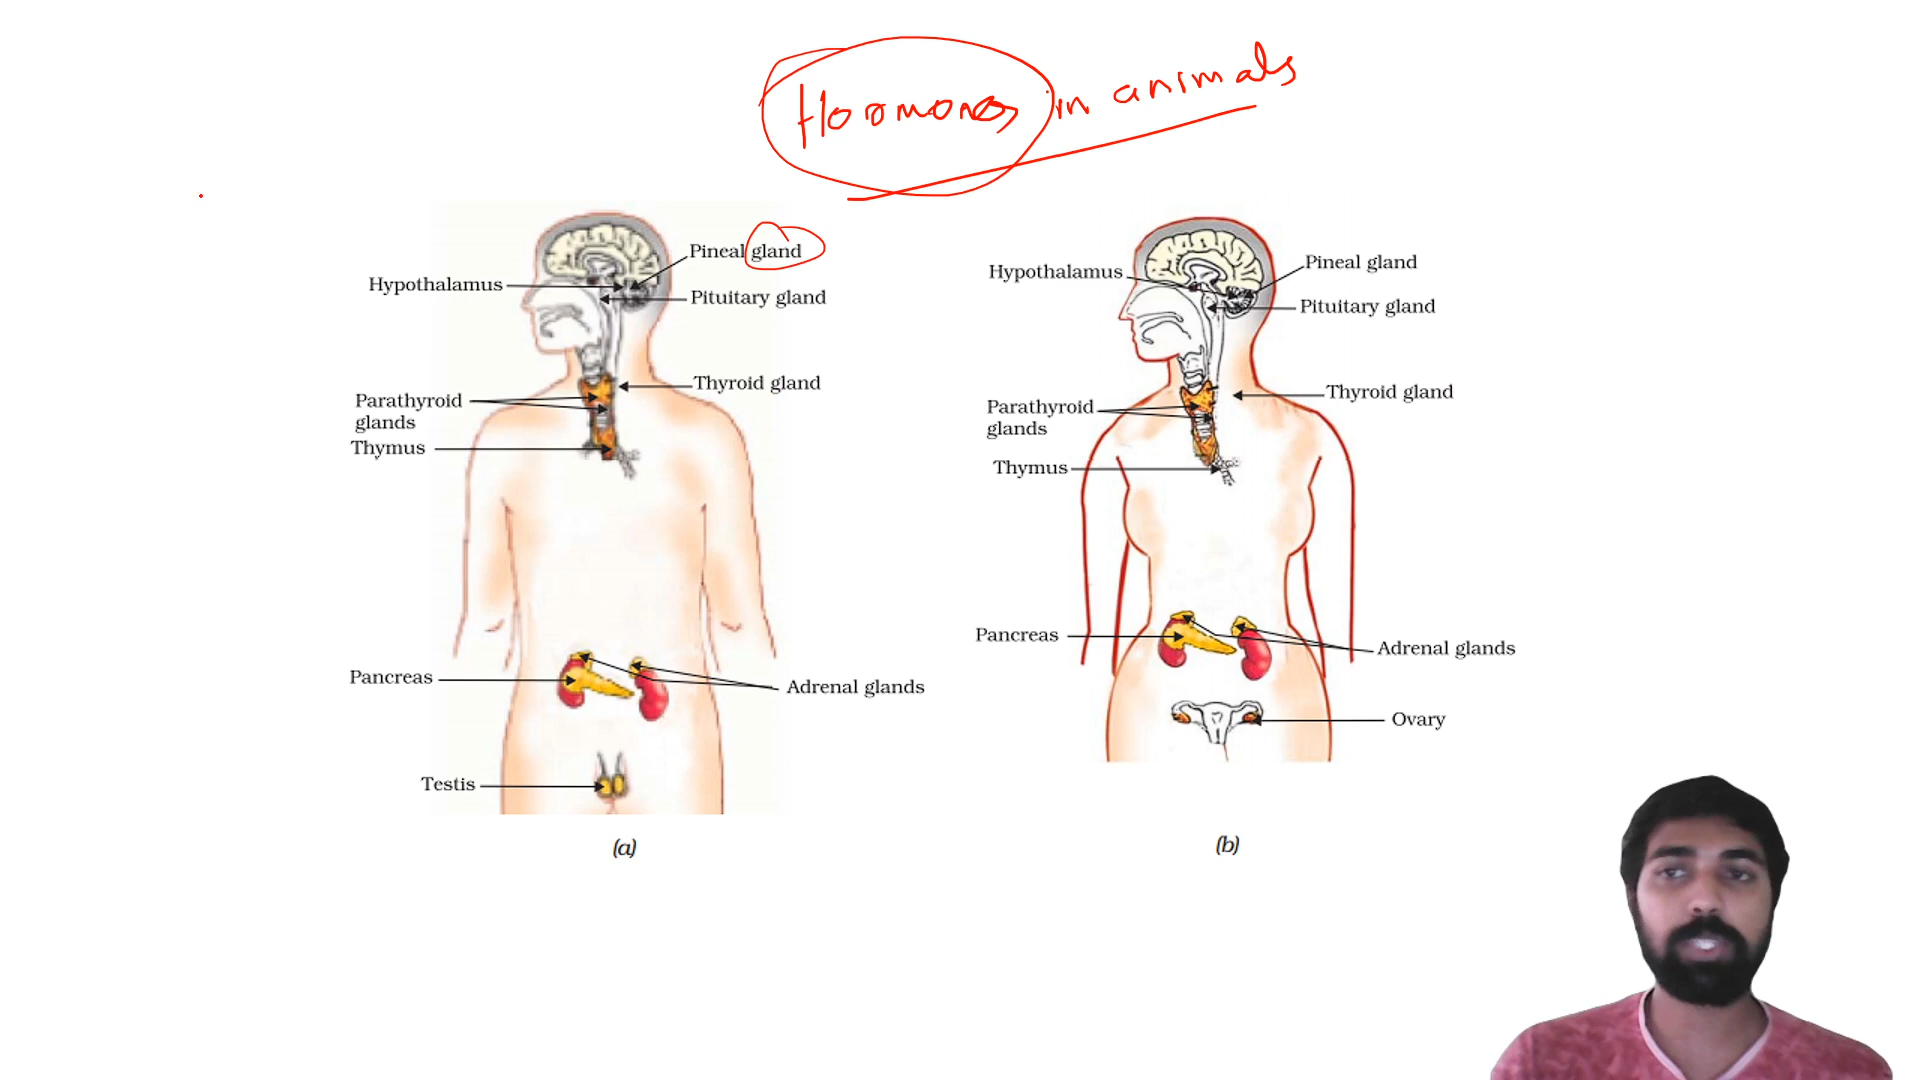 Hormones in animals
Pineal gland
Hypothalamus
Pituitary gland
Thyroid gland
Parathyroid
glands
Thymus
Pancreas
Adrenal glands
Testis
(a)
Pineal gland
Hypothalamus
Pituitary gland
Thyroid gland
Parathyroid
glands
Thymus
Pancreas
Adrenal glands
Ovary
(b)